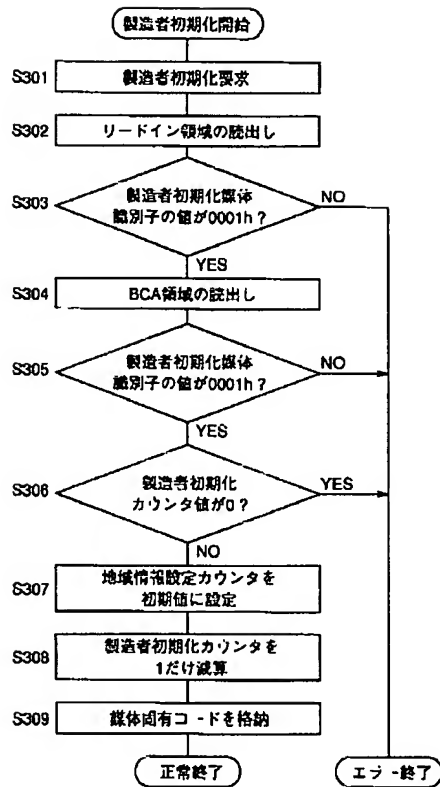 製造者初期化開始
S301
製造者初期化要求
S302
リードイン領域の読出し
S303
製造者初期化媒体
識別子の値が0001h?
NO
YES
S304
BCA領域の読出し
S305
製造者初期化媒体
識別子の値が0001h?
NO
YES
S306
製造者初期化
カウンタ値が0?
YES
NO
S307
地域情報設定カウンタを
初期値に設定
S308
製造者初期化カウンタを
1だけ減算
S309
媒体固有コードを格納
正常終了
エラー終了